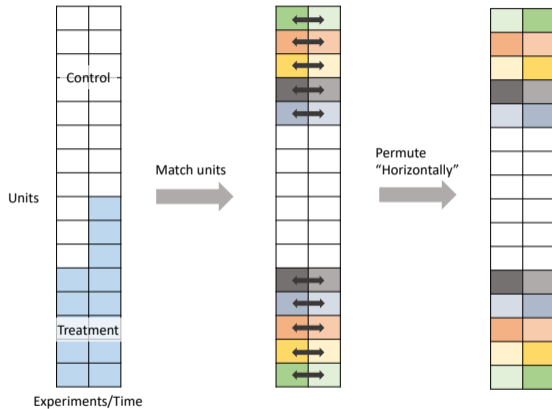 Control
Units
Match units
Permute
"Horizontally"
Treatment
Experiments/Time